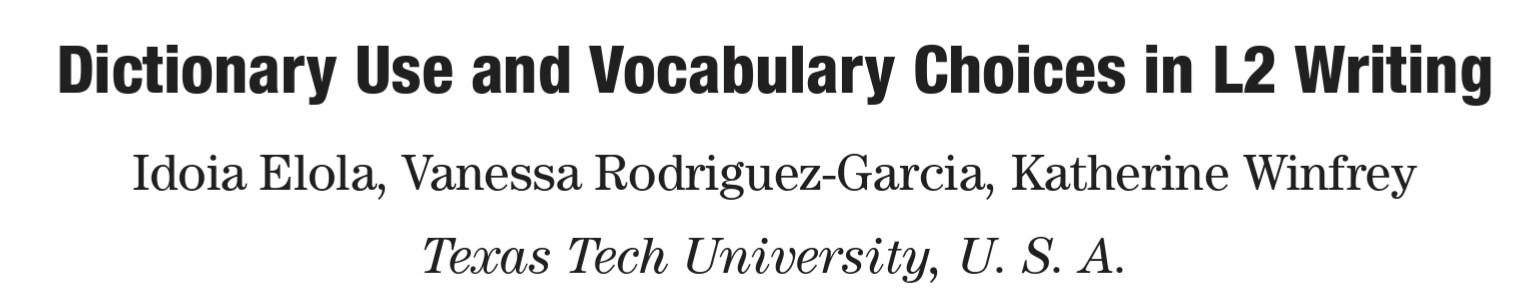 Dictionary Use and Vocabulary Choices in L2 Writing
Idoia Elola, Vanessa Rodriguez-Garcia, Katherine Winfrey
Texas Tech University, U. S. A.